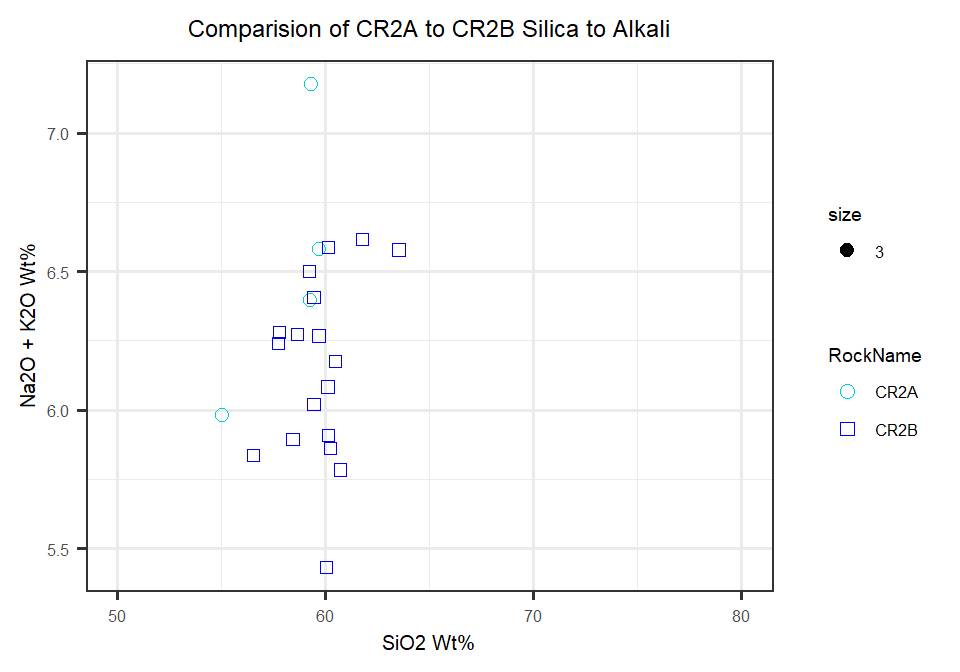 Comparision of CR2A to CR2B Silica to Alkali
7.0
6.5
6.0
5.5
Na2O + K2O Wt%
50 60 70 80
SiO2 Wt%
size
3
RockName
CR2A
CR2B